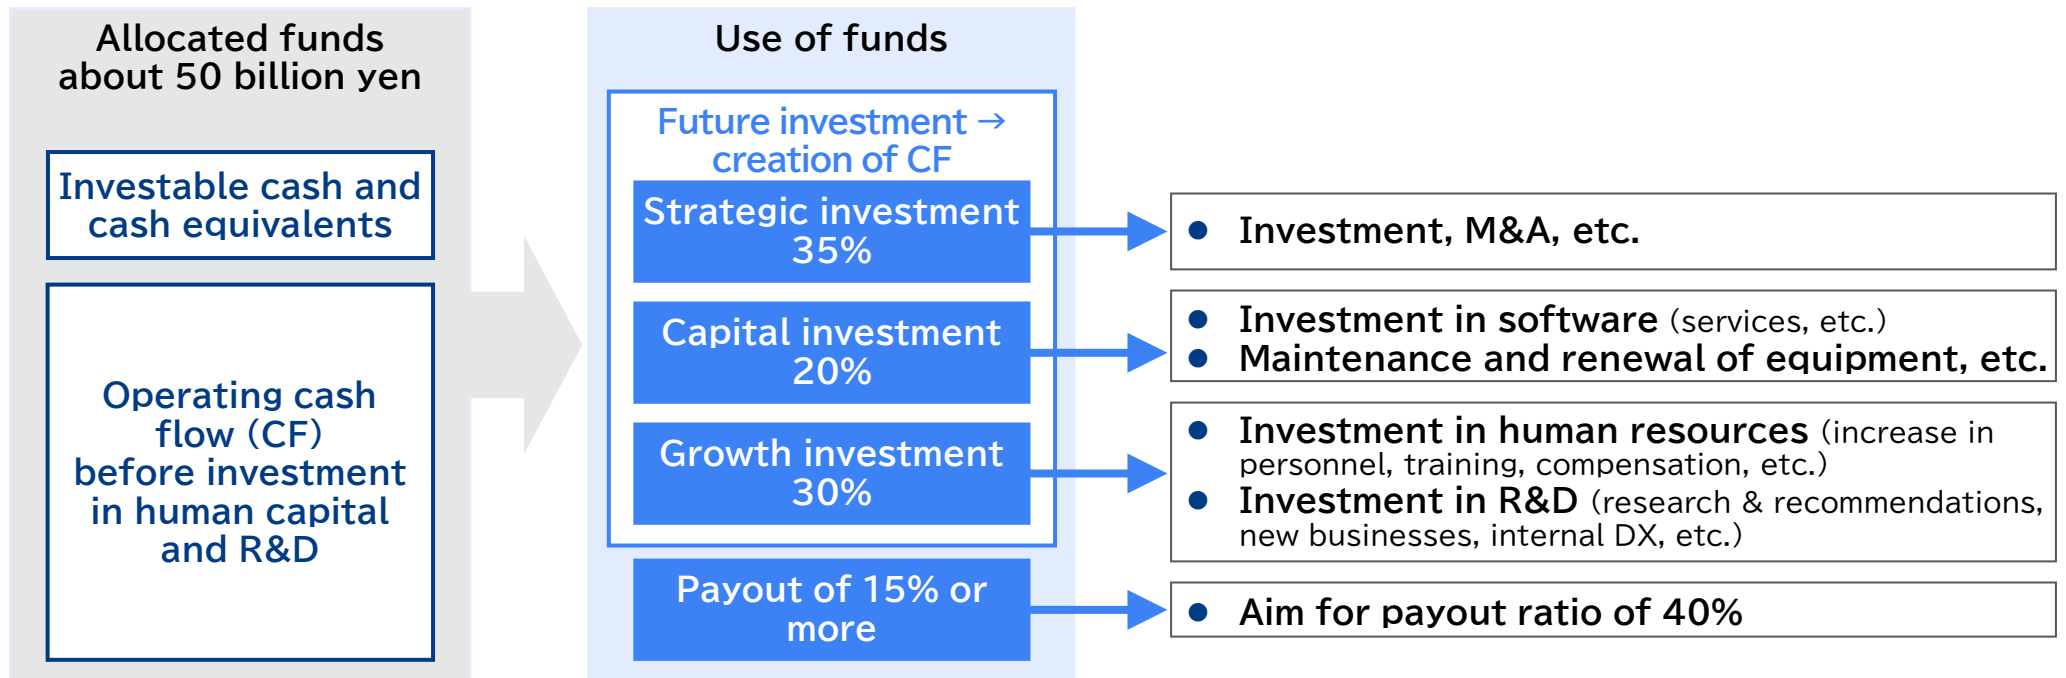 Allocated funds
about 50 billion yen
Investable cash and
cash equivalents
Operating cash
flow (CF)
before investment
in human capital
and R&D
Use of funds
Future investment →
creation of CF
Strategic investment
35%
Capital investment
20%
Growth investment
30%
Payout of 15% or
more
● Investment, M&A, etc.
● Investment in software (services, etc.)
● Maintenance and renewal of equipment, etc.
● Investment in human resources (increase in
personnel, training, compensation, etc.)
● Investment in R&D (research & recommendations,
new businesses, internal DX, etc.)
● Aim for payout ratio of 40%